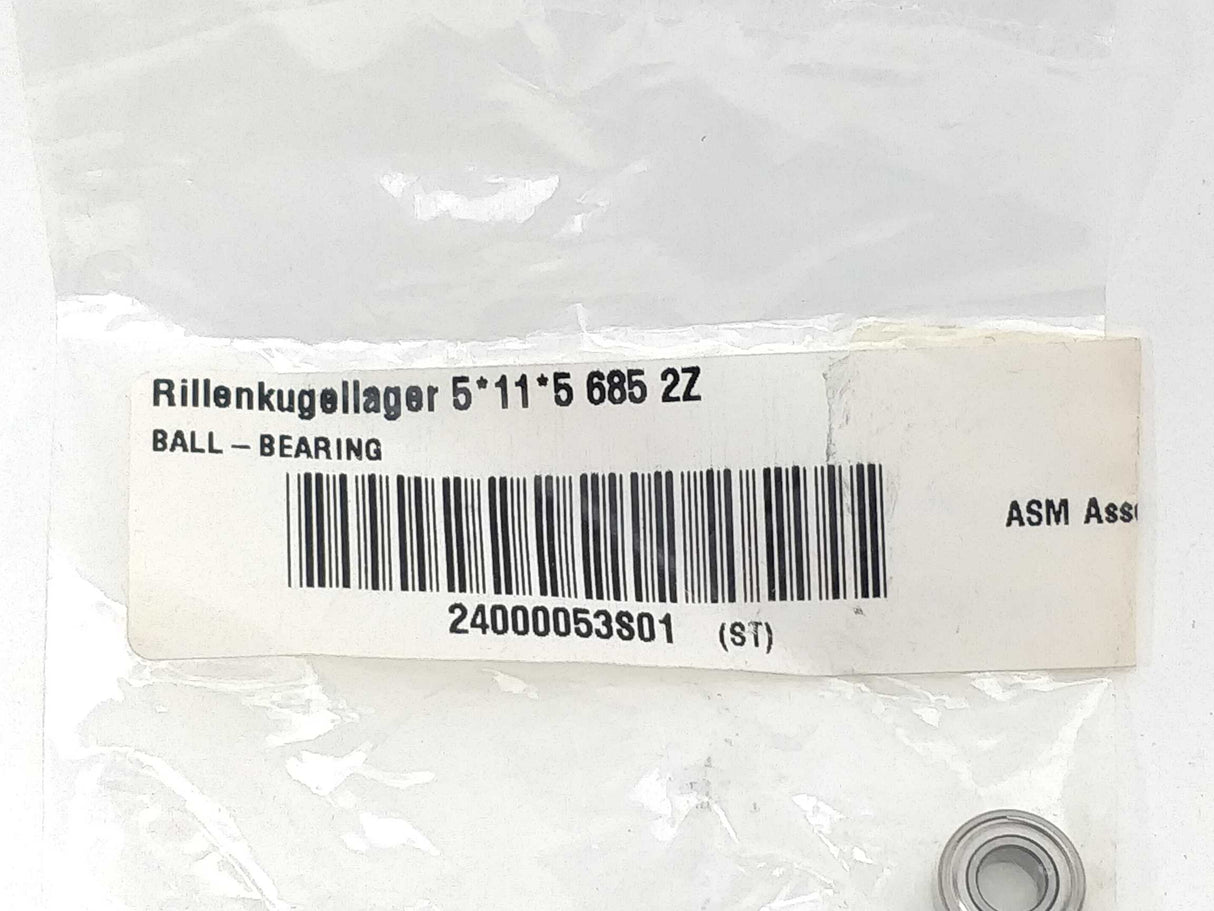 Rillenkugellager 5*11*5 685 2Z
BALL – BEARING
ASM
24000053S01 (ST)